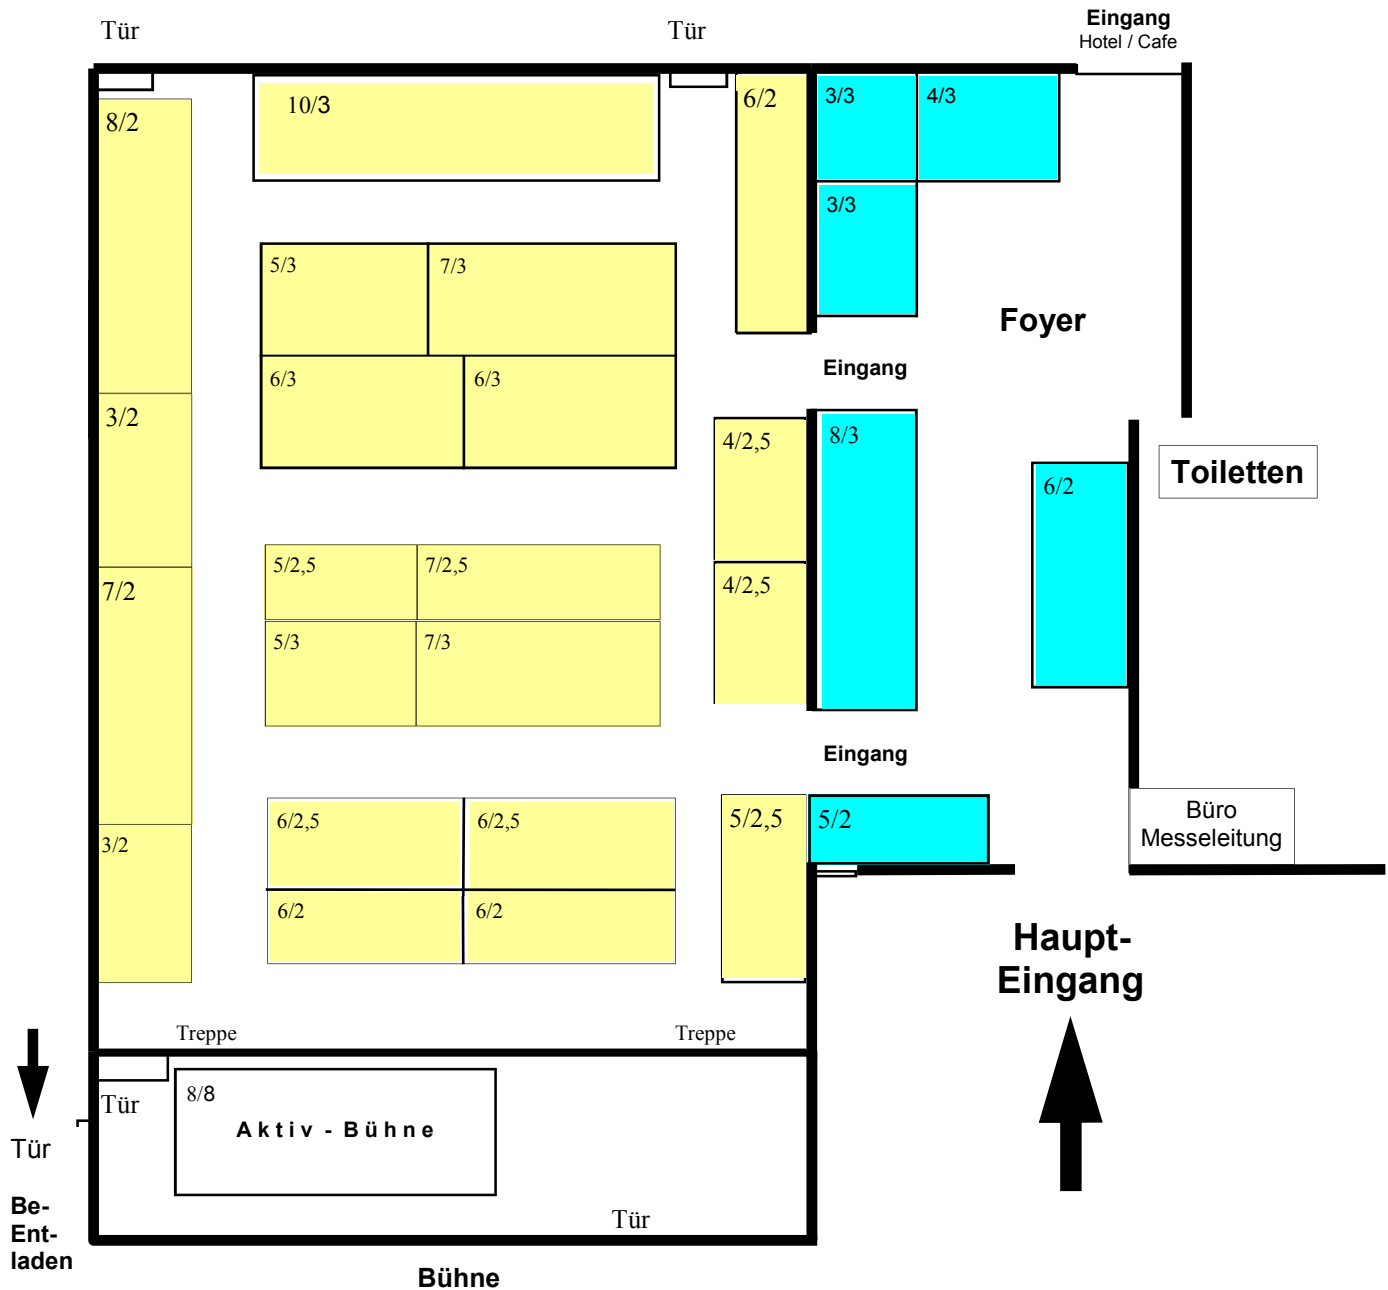 Tür
Tür
Eingang
Hotel / Cafe
8/2
10/3
6/2
3/3
4/3
3/3
5/3
7/3
Foyer
Eingang
6/3
6/3
3/2
4/2,5
8/3
Toiletten
6/2
5/2,5
7/2,5
4/2,5
7/2
5/3
7/3
Eingang
6/2,5
6/2,5
5/2,5
5/2
Büro
Messeleitung
3/2
6/2
6/2
Haupt-
Eingang
Treppe
Treppe
8/8
Tür
Aktiv - Bühne
Tür
Be-
Ent-
laden
Tür
Bühne